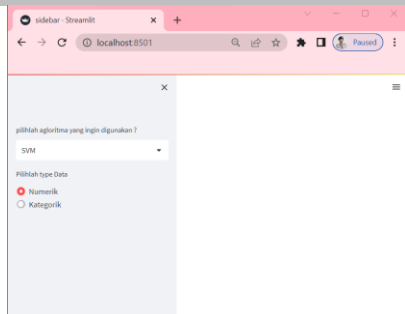 sidebar · Streamlit
localhost:8501
Paused
pilihlah agloritma yang ingin digunakan ?
SVM
Pilihlah type Data
Numerik
Kategorik